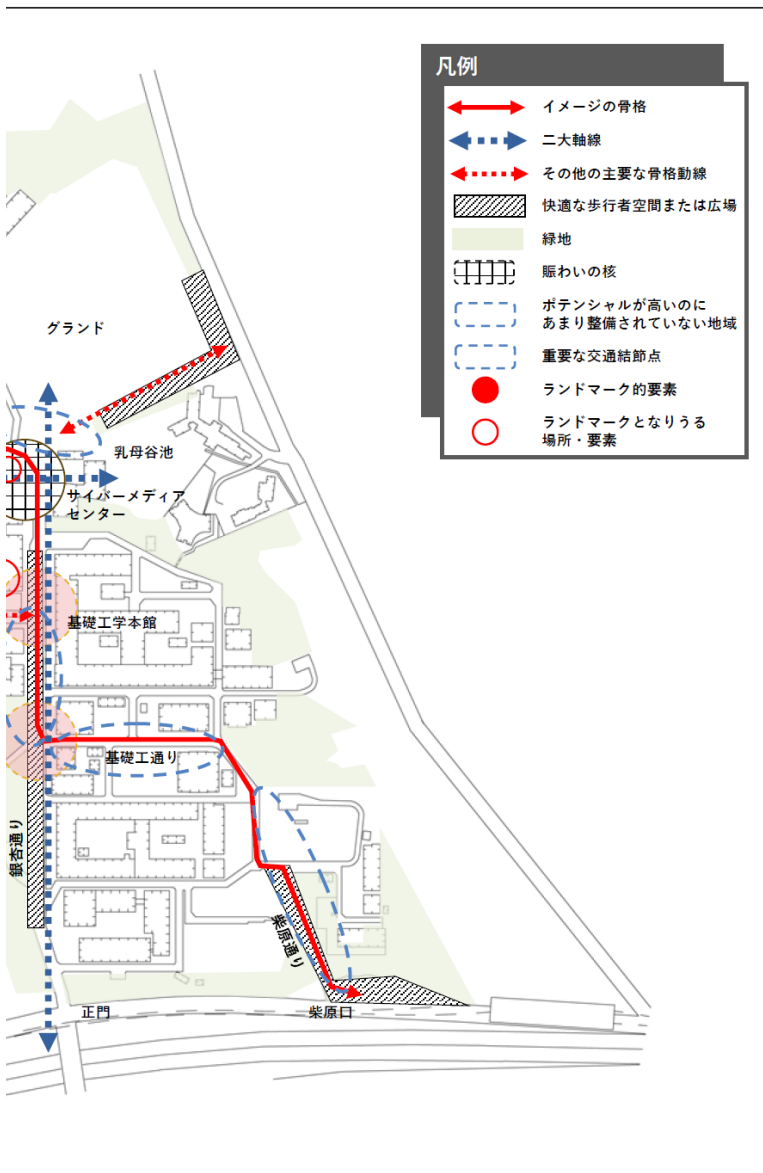 凡例
イメージの骨格
二大軸線
その他の主要な骨格動線
快適な歩行者空間または広場
緑地
賑わいの核
ポテンシャルが高いのに
あまり整備されていない地域
重要な交通結節点
ランドマーク的要素
ランドマークとなりうる
場所・要素
グランド
乳母谷池
サイバーメディア
センター
基礎工学本館
基礎工通り
銀杏通り
柴原通り
正門
柴原口